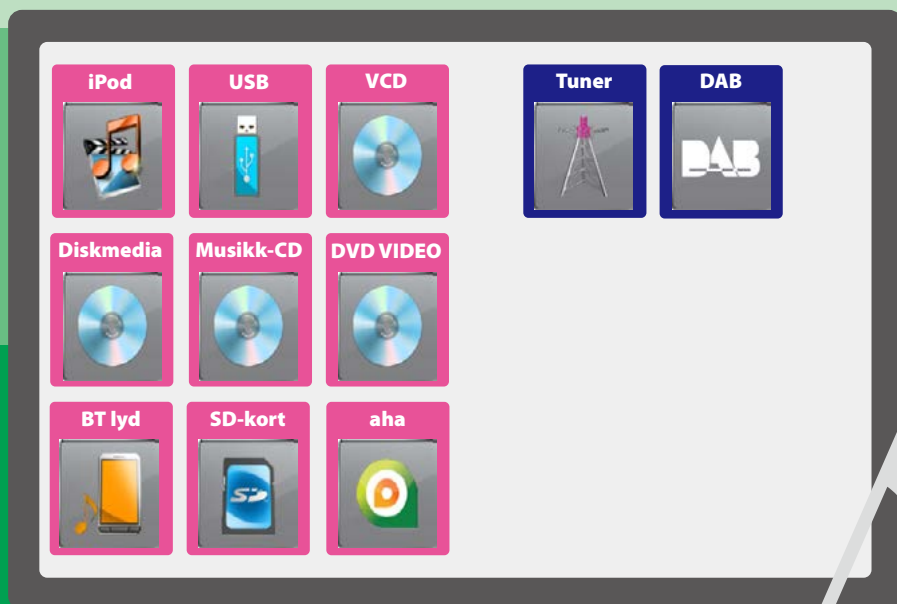 iPod
USB
VCD
Tuner
DAB
DAB
Diskmedia
Musikk-CD
DVD VIDEO
BT lyd
SD-kort
aha
SD